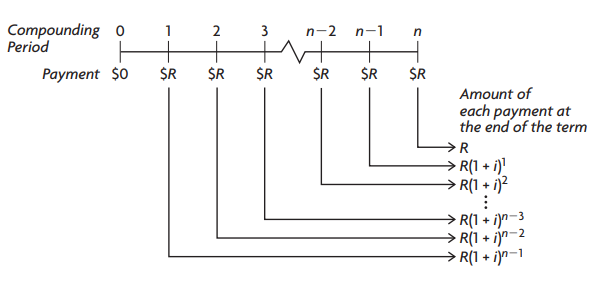 Compounding Period 0 1 2 3 n−2 n−1 n
Payment $0 $R $R $R $R $R $R
Amount of
each payment at
the end of the term
R
R(1 + i)¹
R(1 + i)²
⋮
R(1 + i)ⁿ⁻³
R(1 + i)ⁿ⁻²
R(1 + i)ⁿ⁻¹